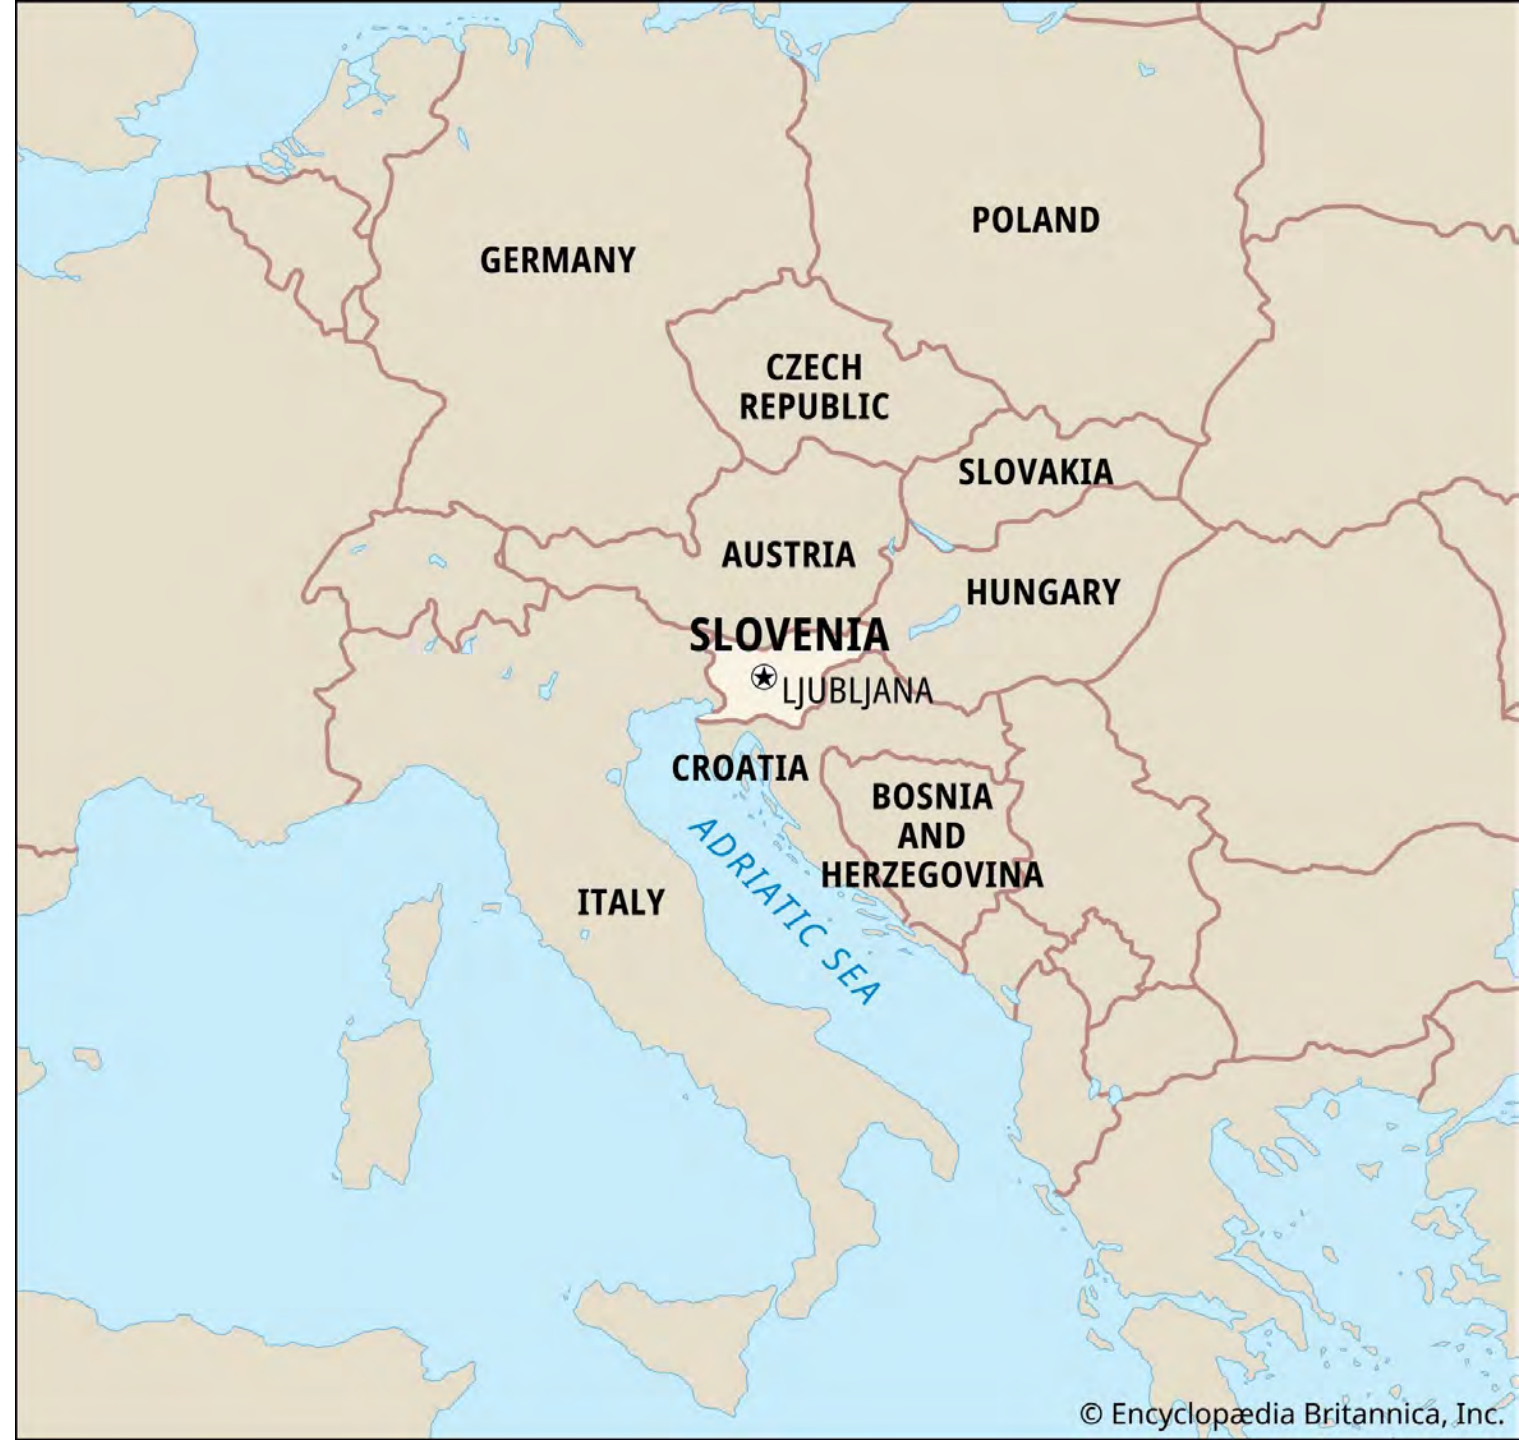 POLAND
GERMANY
CZECH
REPUBLIC
SLOVAKIA
AUSTRIA
HUNGARY
SLOVENIA
LJUBLJANA
CROATIA
BOSNIA
AND
HERZEGOVINA
ADRIATIC SEA
ITALY
© Encyclopædia Britannica, Inc.